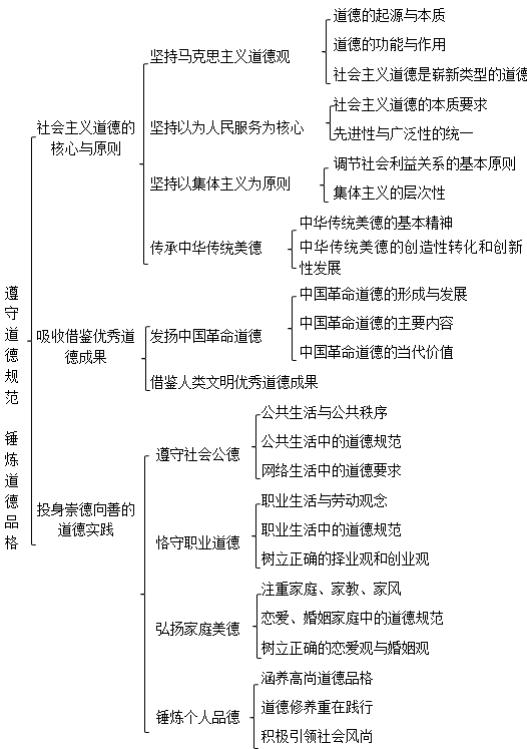 遵守道德规范 锤炼道德品格
社会主义道德的
核心与原则
坚持马克思主义道德观
道德的起源与本质
道德的功能与作用
社会主义道德是崭新类型的道德
坚持以为人民服务为核心
社会主义道德的本质要求
先进性与广泛性的统一
坚持以集体主义为原则
调节社会利益关系的基本原则
集体主义的层次性
传承中华传统美德
中华传统美德的基本精神
中华传统美德的创造性转化和创新
性发展
吸收借鉴优秀道
德成果
发扬中国革命道德
中国革命道德的形成与发展
中国革命道德的主要内容
中国革命道德的当代价值
借鉴人类文明优秀道德成果
投身崇德向善的
道德实践
遵守社会公德
公共生活与公共秩序
公共生活中的道德规范
网络生活中的道德要求
恪守职业道德
职业生活与劳动观念
职业生活中的道德规范
树立正确的择业观和创业观
弘扬家庭美德
注重家庭、家教、家风
恋爱、婚姻家庭中的道德规范
树立正确的恋爱观与婚姻观
锤炼个人品德
涵养高尚道德品格
道德修养重在践行
积极引领社会风尚